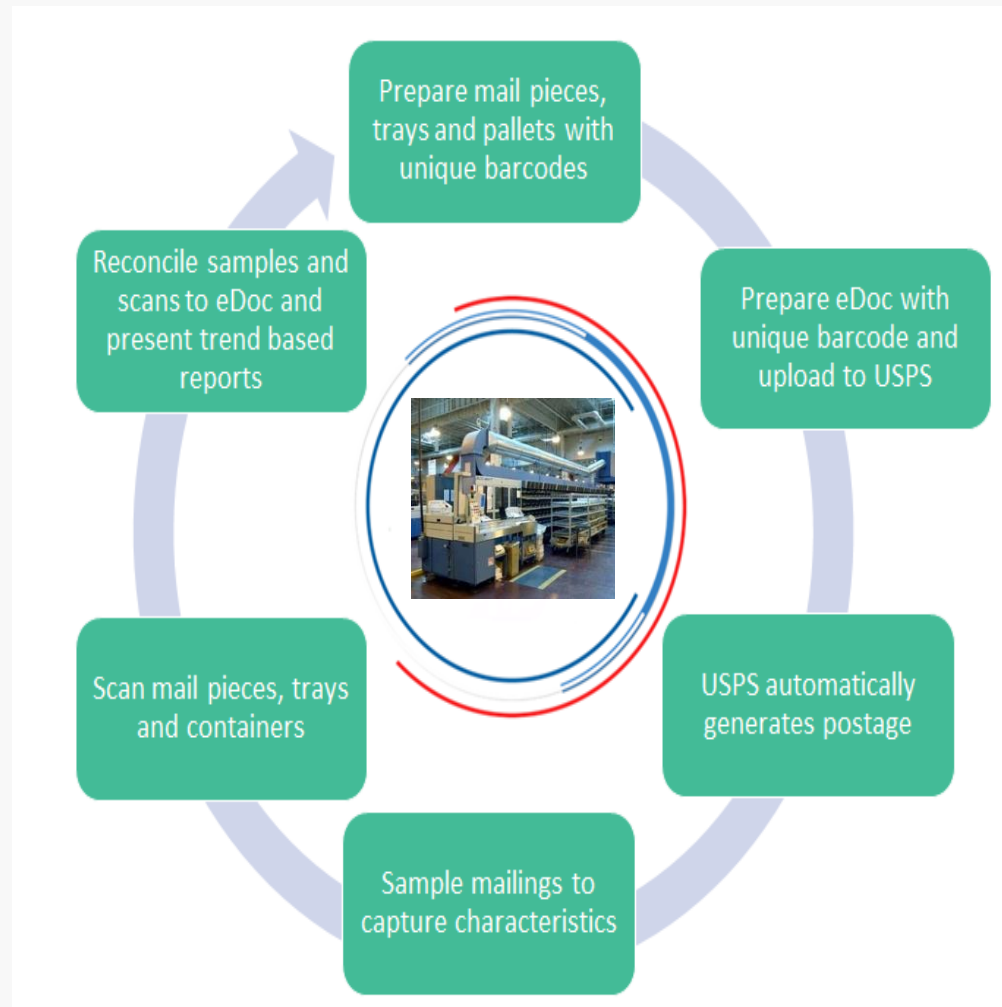 Prepare mail pieces,
trays and pallets with
unique barcodes
Prepare eDoc with
unique barcode and
upload to USPS
USPS automatically
generates postage
Sample mailings to
capture characteristics
Scan mail pieces, trays
and containers
Reconcile samples and
scans to eDoc and
present trend based
reports